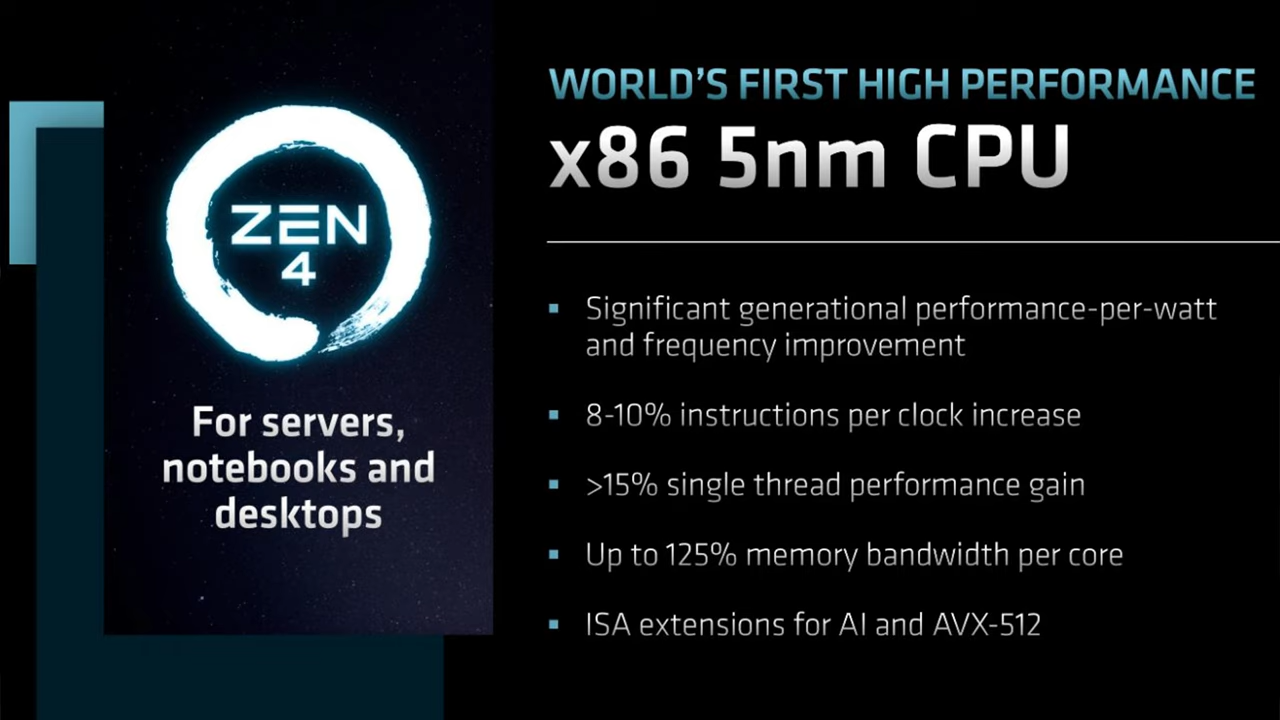 ZEN
4
For servers,
notebooks and
desktops
WORLD'S FIRST HIGH PERFORMANCE
x86 5nm CPU
▪ Significant generational performance-per-watt
and frequency improvement
▪ 8-10% instructions per clock increase
▪ >15% single thread performance gain
▪ Up to 125% memory bandwidth per core
▪ ISA extensions for AI and AVX-512